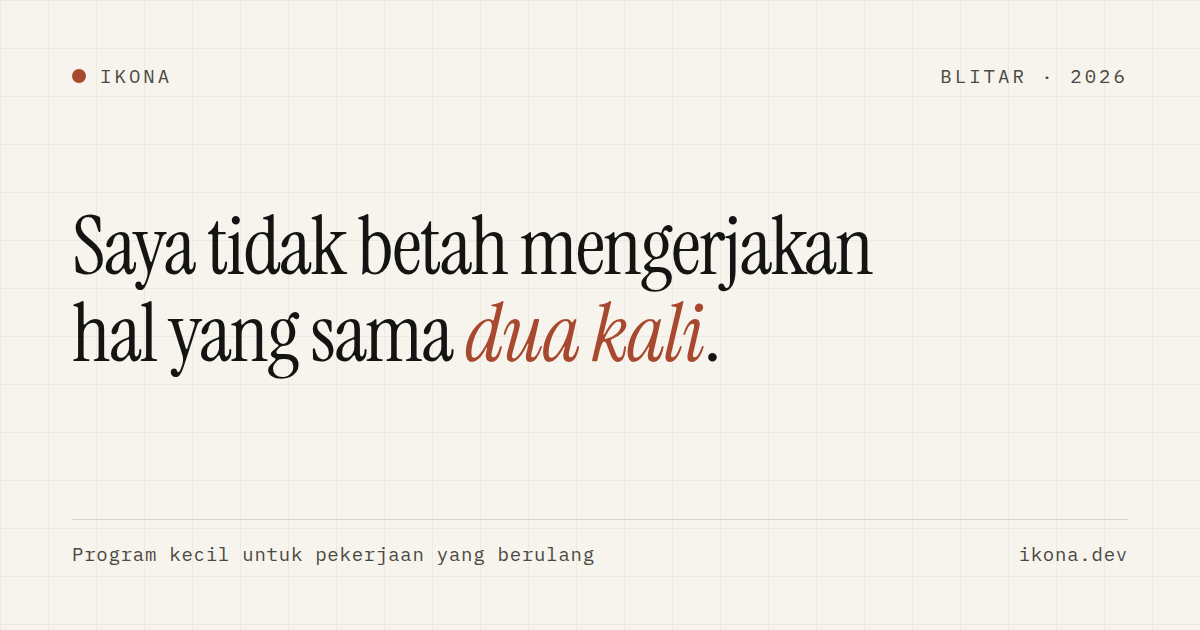 IKONA
BLITAR · 2026
Saya tidak betah mengerjakan
hal yang sama dua kali.
Program kecil untuk pekerjaan yang berulang
ikona.dev